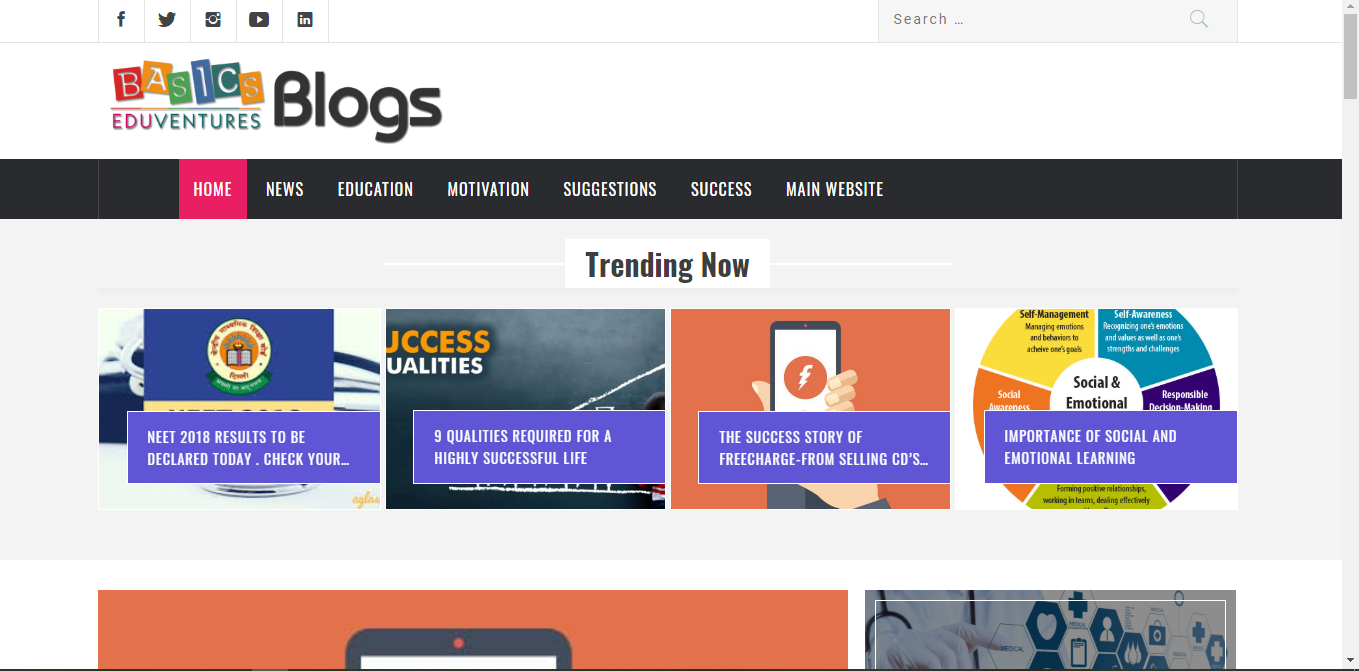 Search …
BASICS
EDUVENTURES
Blogs
HOME NEWS EDUCATION MOTIVATION SUGGESTIONS SUCCESS MAIN WEBSITE
Trending Now
NEET 2018 RESULTS TO BE
DECLARED TODAY . CHECK YOUR...
aglas
UCCESS
UALITIES
9 QUALITIES REQUIRED FOR A
HIGHLY SUCCESSFUL LIFE
THE SUCCESS STORY OF
FREECHARGE-FROM SELLING CD'S...
Self-Management
Managing emotions
and behaviors to
acheive one's goals
Self-Awareness
Recognizing one's emotions
and values as well as one's
strengths and challenges
Social
Awareness
Social &
Emotional
Responsible
Decision-Making
IMPORTANCE OF SOCIAL AND
EMOTIONAL LEARNING
Forming positive relationships,
working in teams, dealing effectively
MEDICAL